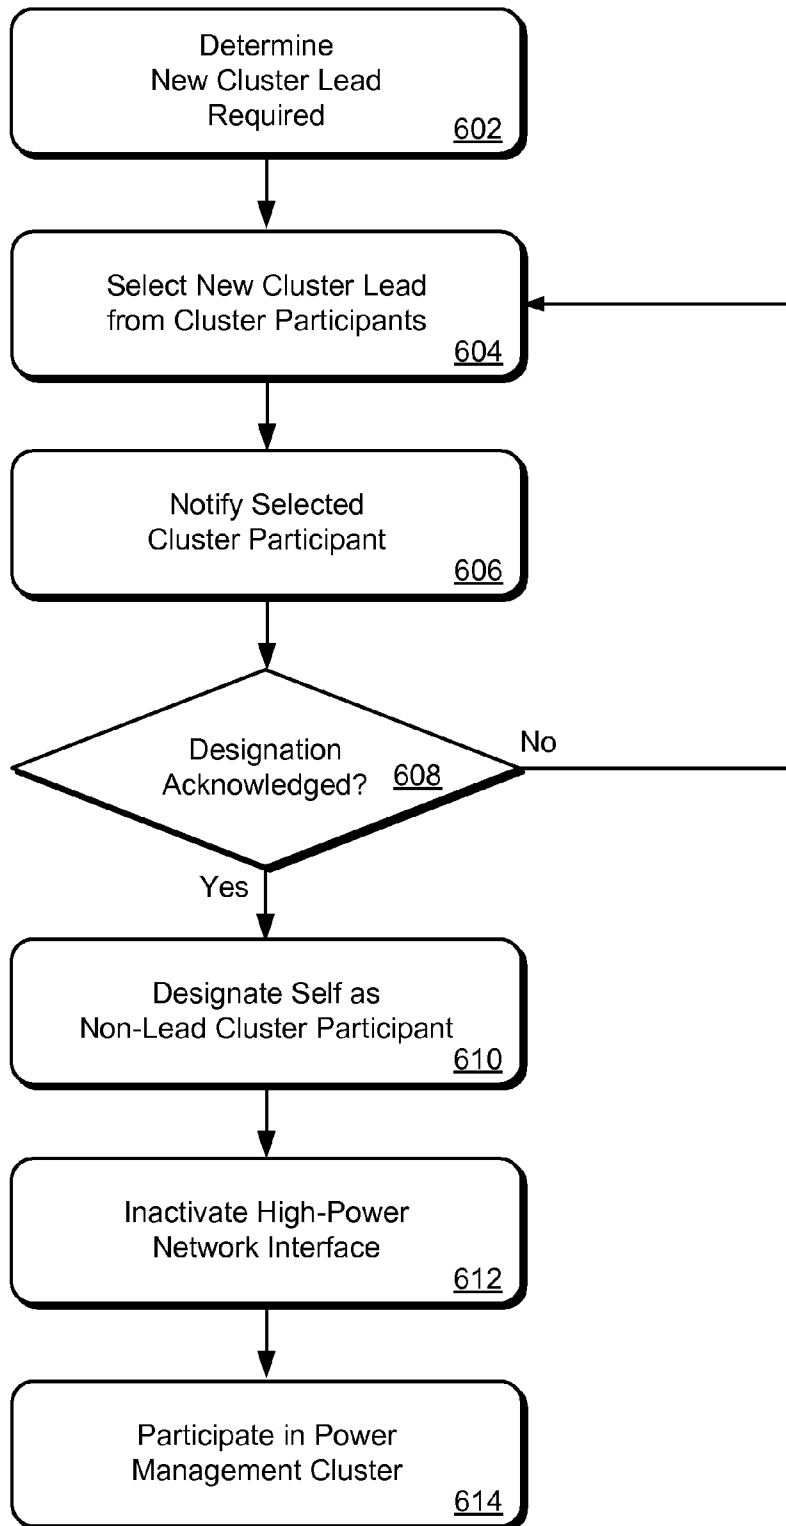 Determine
New Cluster Lead
Required
602
Select New Cluster Lead
from Cluster Participants
604
Notify Selected
Cluster Participant
606
Designation
Acknowledged? 608
No
Yes
Designate Self as
Non-Lead Cluster Participant
610
Inactivate High-Power
Network Interface
612
Participate in Power
Management Cluster
614